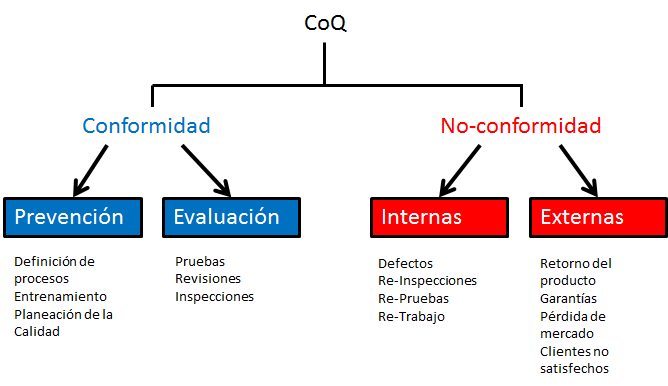 CoQ
Conformidad
No-conformidad
Prevención
Evaluación
Internas
Externas
Definición de
procesos
Entrenamiento
Planeación de la
Calidad
Pruebas
Revisiones
Inspecciones
Defectos
Re-Inspecciones
Re-Pruebas
Re-Trabajo
Retorno del
producto
Garantías
Pérdida de
mercado
Clientes no
satisfechos